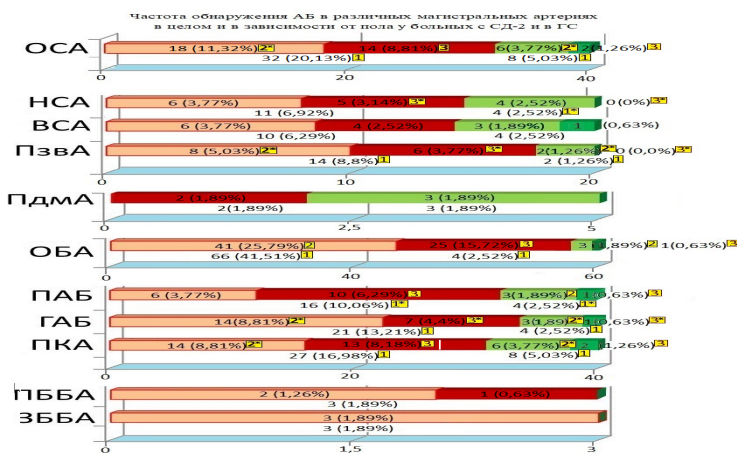 Частота обнаружения АБ в различных магистральных артериях
в целом и в зависимости от пола у больных с СД-2 и в ГС
ОСА 18 (11,32%) 2* 14 (8,81%) 3 6(3,77%) 2* 2(1,26%) 3
32 (20,13%) 1 8 (5,03%) 1
0 20 40
НСА 6 (3,77%) 5 (3,14%) 3* 4 (2,52%) 0(0%) 3*
11 (6,92%) 4 (2,52%) 1*
ВСА 6 (3,77%) 4 (2,52%) 3 (1,89%) 1 (0,63%)
10 (6,29%) 4 (2,52%)
ПзвА 8 (5,03%) 2* 6 (3,77%) 3* 2(1,26%) 2* 0 (0,0%) 3*
14 (8,8%) 1 2 (1,26%) 1
0 10 20
ПдмА 2 (1,89%) 3 (1,89%)
2(1,89%) 3 (1,89%)
0 2,5 5
ОБА 41 (25,79%) 2 25 (15,72%) 3 3 (1,89%) 2 1(0,63%) 3
66 (41,51%) 1 4(2,52%) 1
0 40 60
ПАБ 6 (3,77%) 10 (6,29%) 3 3(1,89%) 2 1(0,63%) 3
16 (10,06%) 1* 4(2,52%) 1*
ГАБ 14(8,81%) 2* 7 (4,4%) 3* 3(1,89%) 2* 1(0,63%) 3*
21 (13,21%) 1 4 (2,52%) 1
ПКА 14 (8,81%) 2* 13 (8,18%) 3 6(3,77%) 2* 2 (1,26%) 3
27 (16,98%) 1 8 (5,03%) 1
0 20 40
ПББА 2 (1,26%) 1 (0,63%)
3 (1,89%)
ЗББА 3 (1,89%)
3 (1,89%)
0 1,5 3